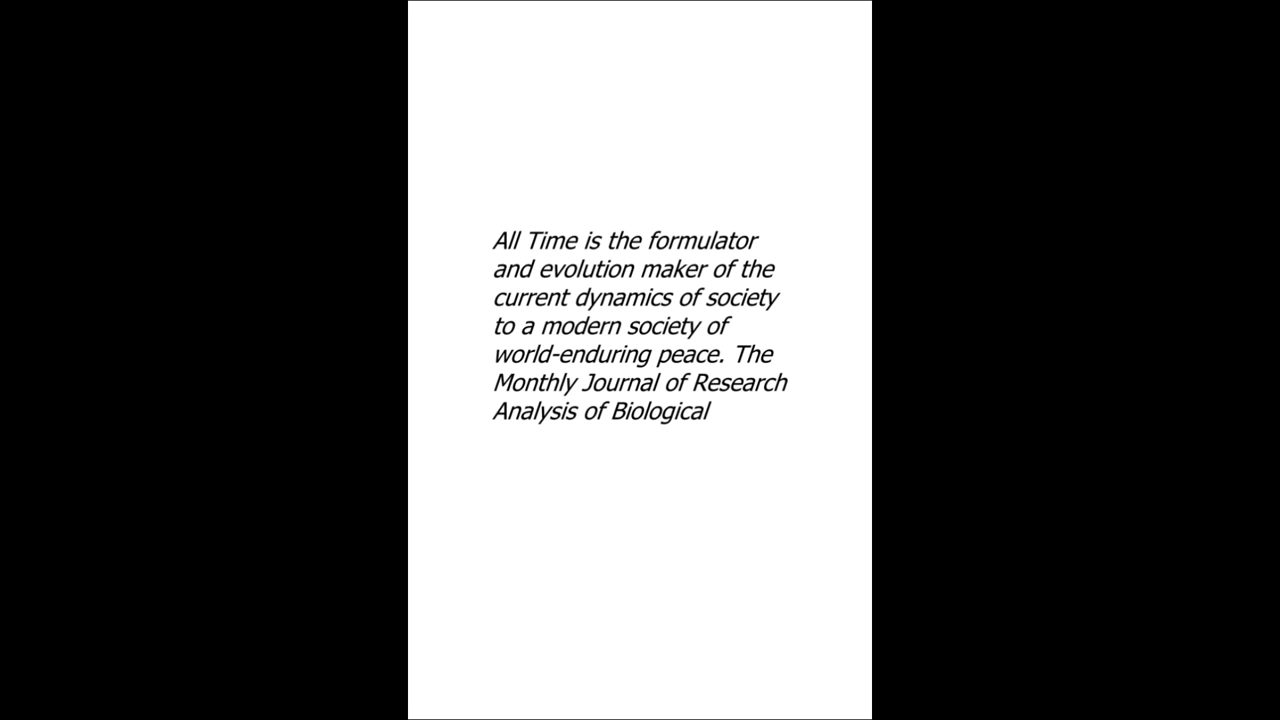 All Time is the formulator
and evolution maker of the
current dynamics of society
to a modern society of
world-enduring peace. The
Monthly Journal of Research
Analysis of Biological